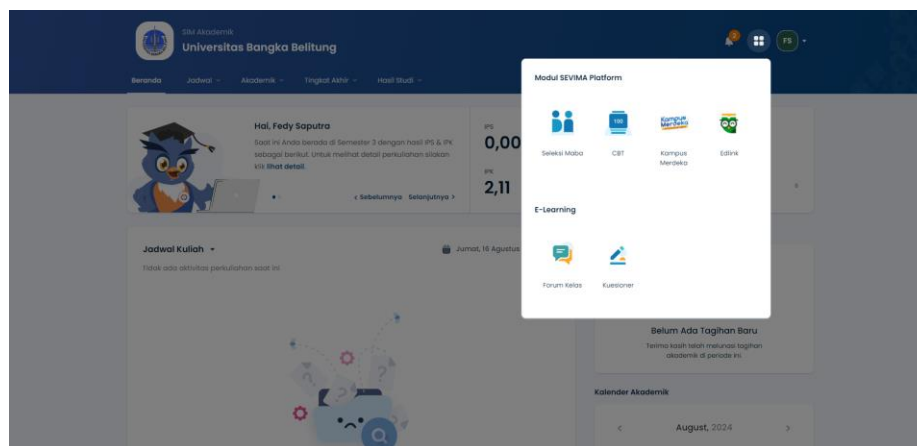 SIM Akademik
Universitas Bangka Belitung
FS
Beranda
Jadwal
Akademik
Tingkat Akhir
Hasil Studi
Hai, Fedy Saputra
Saat ini Anda berada di Semester 3 dengan hasil IPS & IPK
sebagai berikut. Untuk melihat detail perkuliahan silakan
klik lihat detail.
< Sebelumnya
Selanjutnya >
IPS
0,00
IPK
2,11
Modul SEVIMA Platform
100
Kampus
Merdeka
Seleksi Maba
CBT
Kampus
Merdeka
Edlink
E-Learning
Forum Kelas
Kuesioner
Jadwal Kuliah
Jumat, 16 Agustus
Tidak ada aktivitas perkuliahan saat ini
Belum Ada Tagihan Baru
Terima kasih telah melunasi tagihan
akademik di periode ini
Kalender Akademik
< August, 2024 >